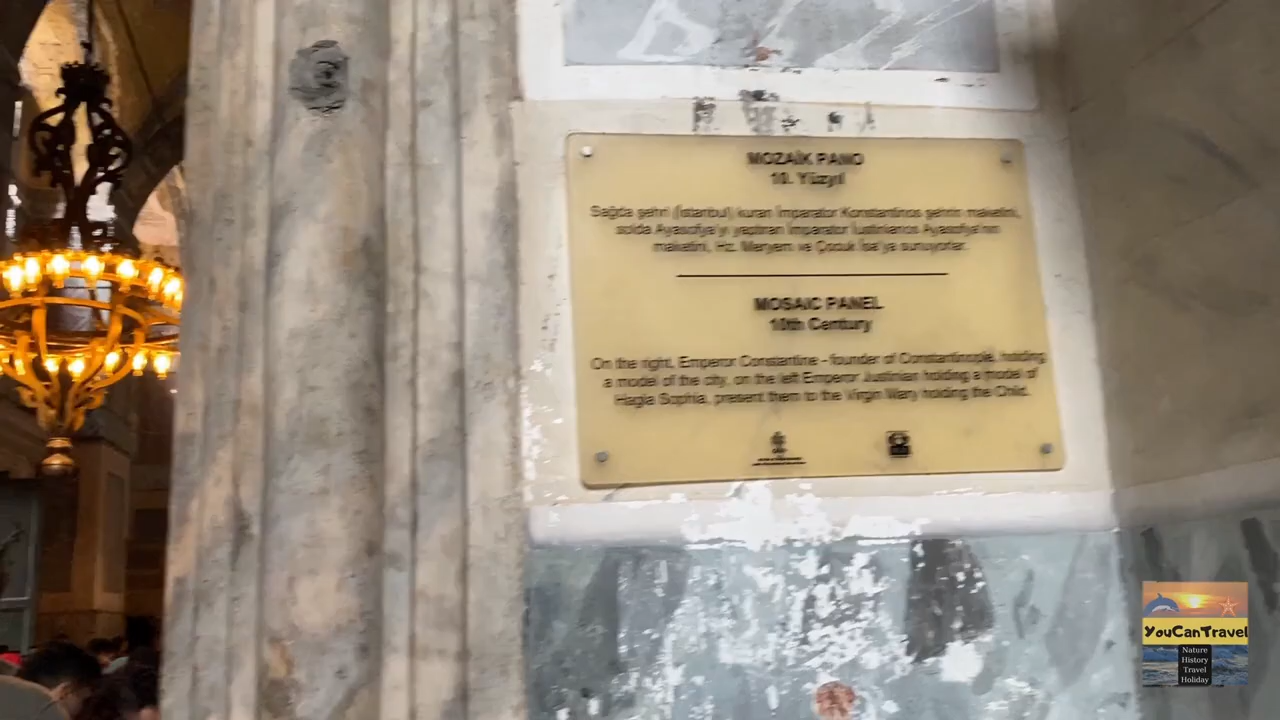 MOZAİK PANO
10. Yüzyıl
Sağda şehri (İstanbul) kuran İmparator Konstantinos şehrin maketini,
solda Ayasofya'yı yaptıran İmparator İustinianos Ayasofya'nın
maketini, Hz. Meryem ve Çocuk İsa'ya sunuyorlar.
MOSAIC PANEL
10th Century
On the right, Emperor Constantine - founder of Constantinople, holding
a model of the city, on the left Emperor Justinian holding a model of
Hagia Sophia, present them to the Virgin Mary holding the Child.
YouCanTravel
Nature
History
Travel
Holiday